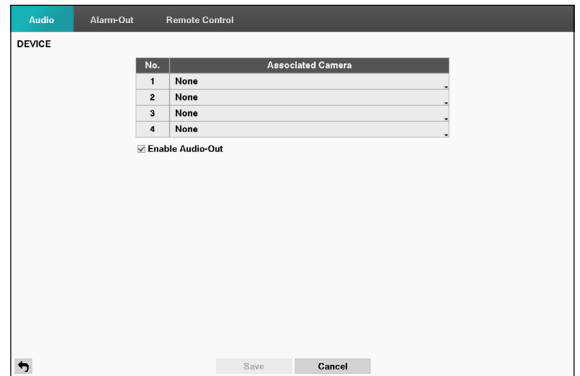 Audio Alarm-Out Remote Control
DEVICE
No. Associated Camera
1 None
2 None
3 None
4 None
Enable Audio-Out
Save Cancel